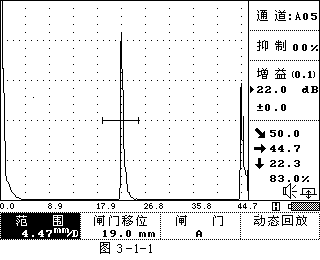 通道:A05
抑制 00%
增益(0.1)
22.0 dB
±0.0
↘50.0
→44.7
↓22.3
83.0%
0.0 8.9 17.9 26.8 35.8 44.7
范围 闸门移位 闸门 动态回放
4.47mm/D 19.0 mm A
图 3-1-1